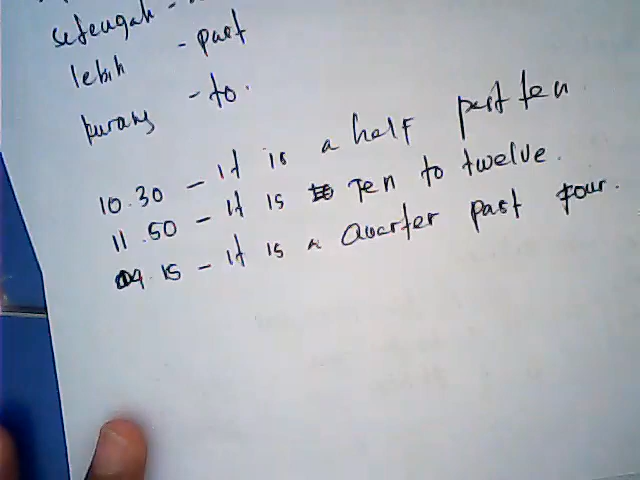 setengah -
lebih - past
kurang - to.
10.30 - it is a half past ten
11.50 - it is Ten to twelve.
04.15 - it is a Quarter past four.